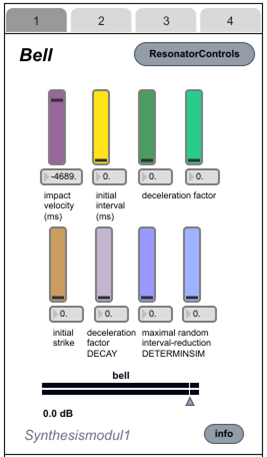 1 2 3 4
Bell ResonatorControls
-4689. 0. 0. 0.
impact initial deceleration factor
velocity interval
(ms) (ms)
0. 0. 0. 0.
initial deceleration maximal random
strike factor interval-reduction
DECAY DETERMINSIM
bell
0.0 dB
Synthesismodul1 info